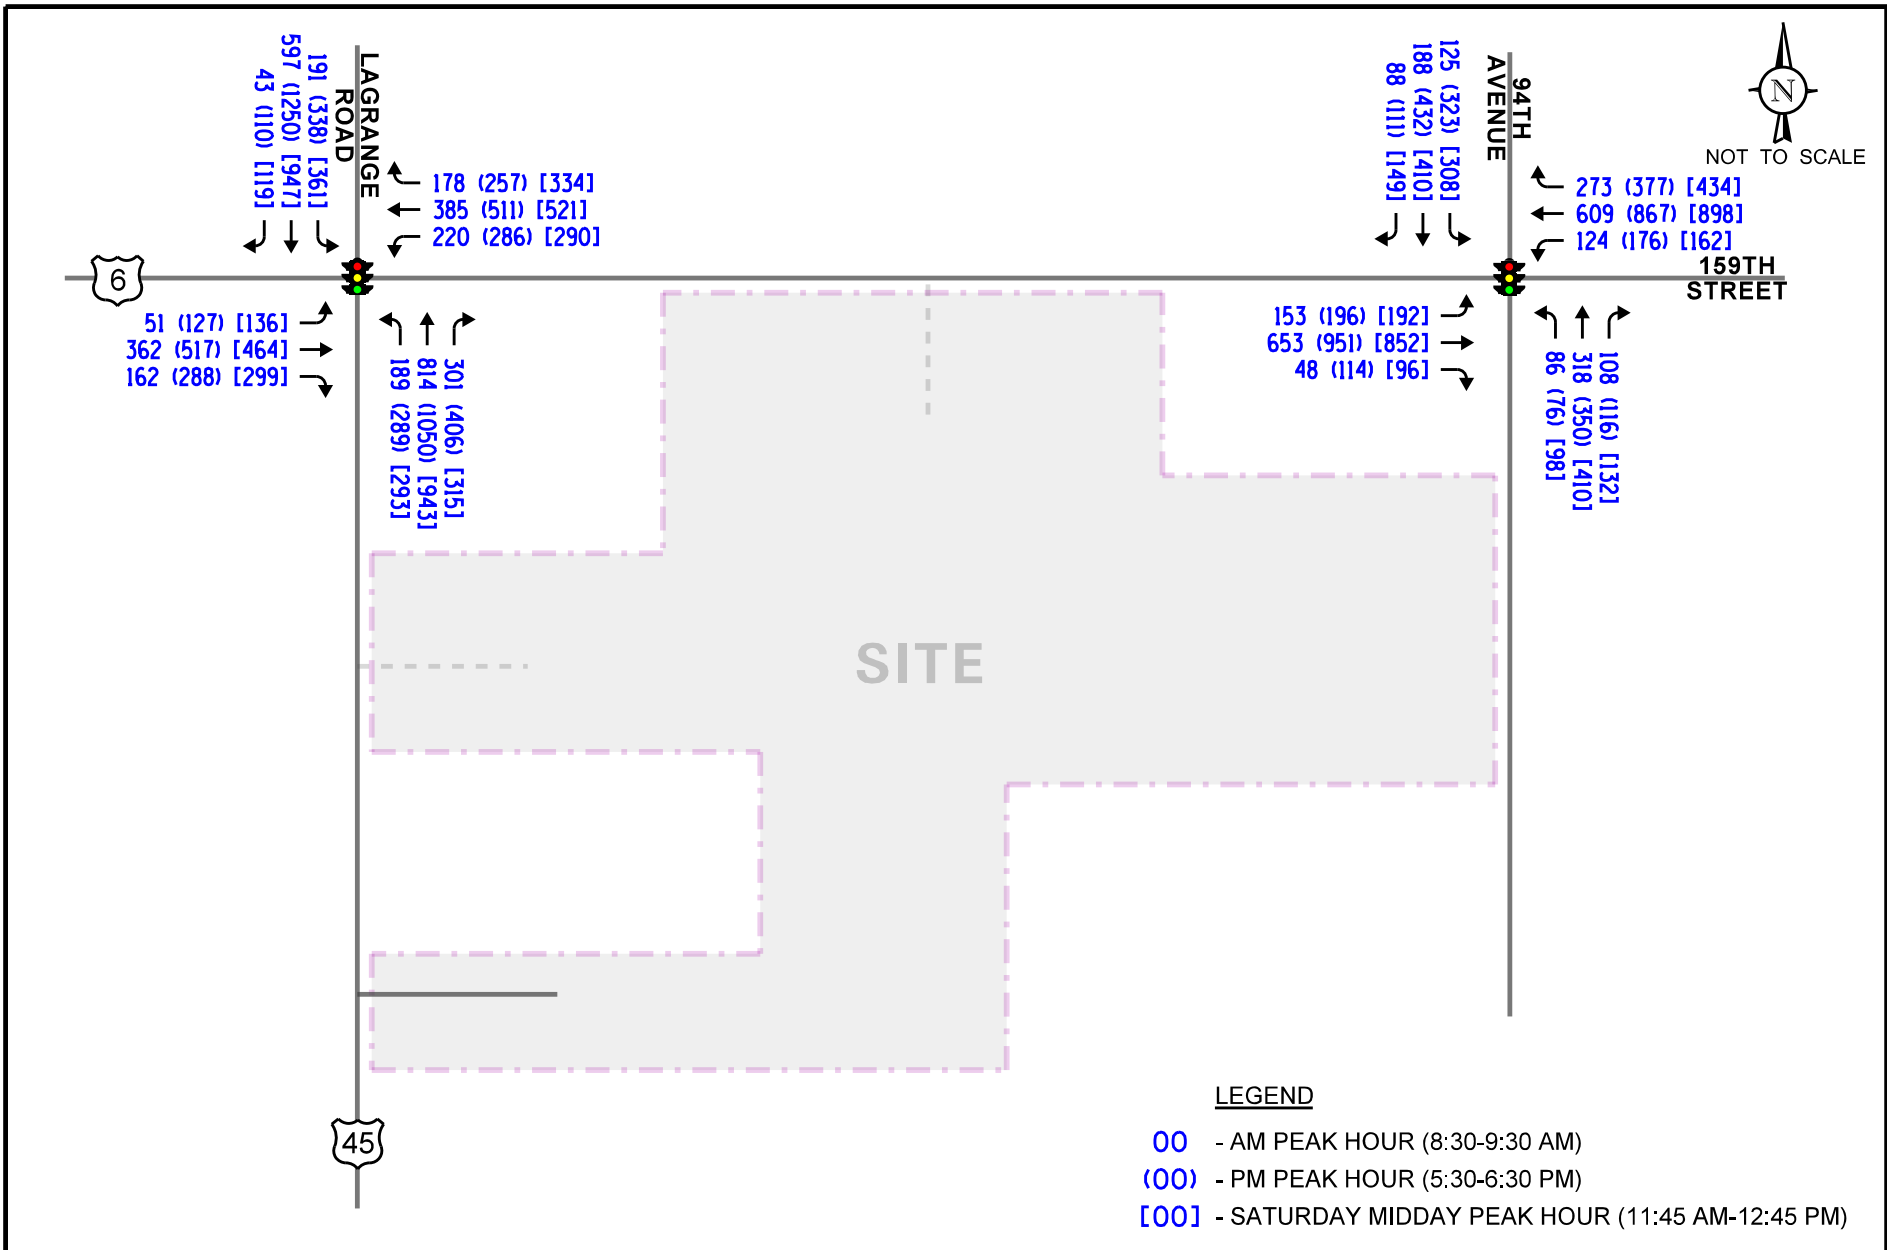 597 (1250) [947]
191 (338) [361]
43 (110) [119]
LAGRANGE
ROAD
178 (257) [334]
385 (511) [521]
220 (286) [290]
125 (323) [308]
188 (432) [410]
88 (111) [149]
94TH
AVENUE
N
NOT TO SCALE
273 (377) [434]
609 (867) [898]
124 (176) [162]
159TH
STREET
6
51 (127) [136]
362 (517) [464]
162 (288) [299]
301 (406) [315]
814 (1050) [943]
189 (289) [293]
153 (196) [192]
653 (951) [852]
48 (114) [96]
108 (116) [132]
318 (350) [410]
86 (76) [98]
SITE
45
LEGEND
00 - AM PEAK HOUR (8:30-9:30 AM)
(00) - PM PEAK HOUR (5:30-6:30 PM)
[00] - SATURDAY MIDDAY PEAK HOUR (11:45 AM-12:45 PM)